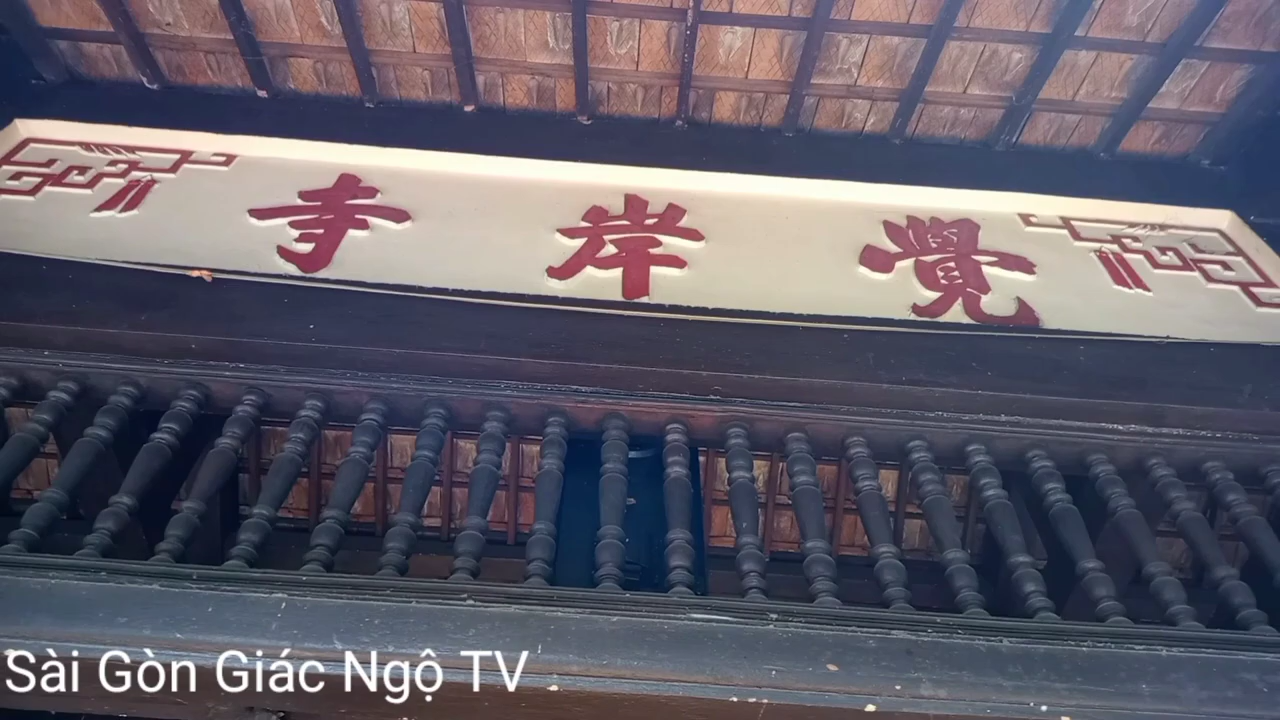 覺岸寺
Sài Gòn Giác Ngộ TV